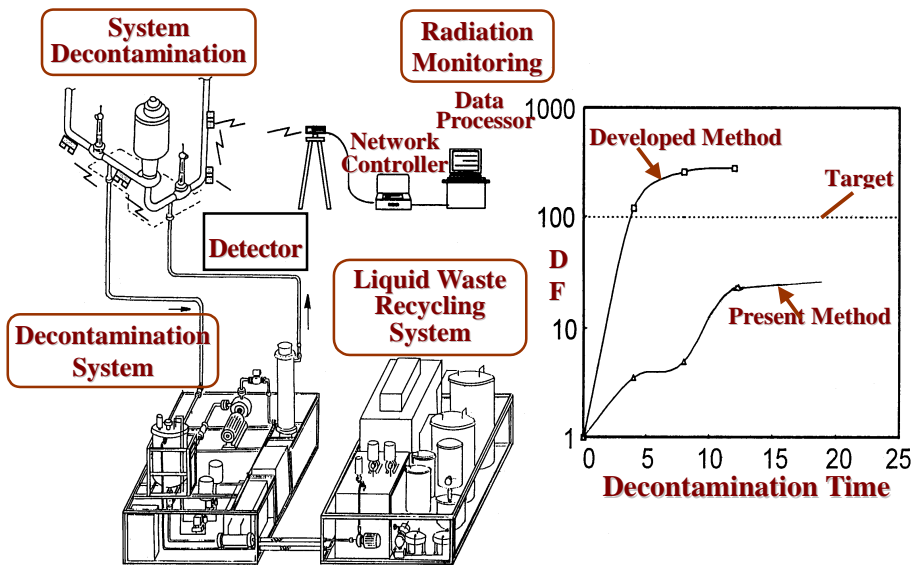 System
Decontamination
Radiation
Monitoring
Data
Processor
Network
Controller
Detector
Liquid Waste
Recycling
System
Decontamination
System
1000
100
10
1
D
F
Developed Method
Target
Present Method
0
5
10
15
20
25
Decontamination Time